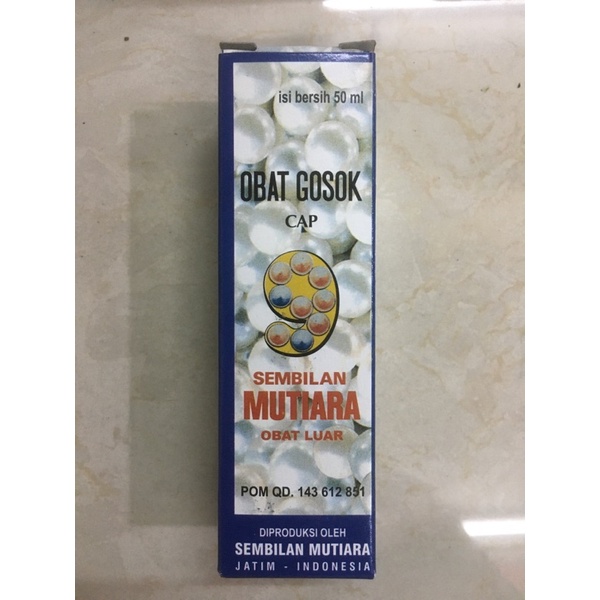 isi bersih 50 ml
OBAT GOSOK
CAP
9
SEMBILAN
MUTIARA
OBAT LUAR
POM QD. 143 612 851
DIPRODUKSI OLEH
SEMBILAN MUTIARA
JATIM - INDONESIA